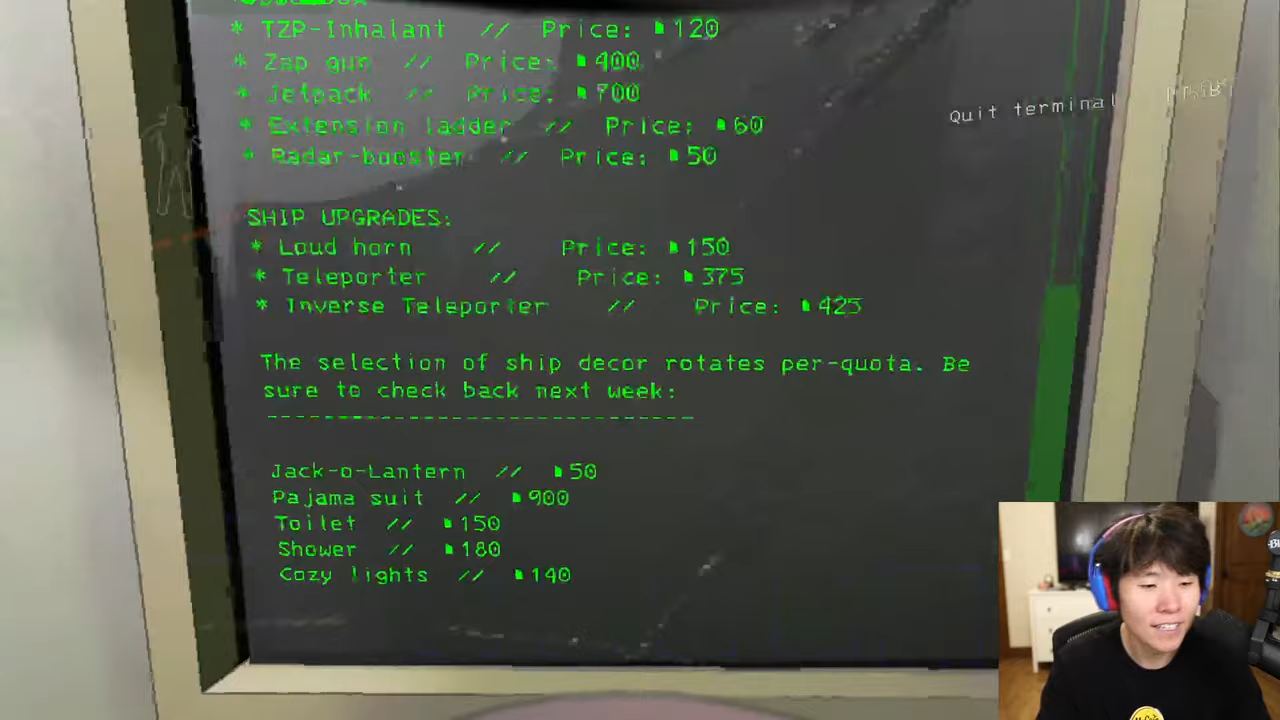 * TZP-Inhalant // Price: ▮120
* Zap gun // Price: ▮400
* Jetpack // Price: ▮700
* Extension ladder // Price: ▮60
* Radar-booster // Price: ▮50
SHIP UPGRADES:
* Loud horn // Price: ▮150
* Teleporter // Price: ▮375
* Inverse Teleporter // Price: ▮425
The selection of ship decor rotates per-quota. Be
sure to check back next week:
------------------------------
Jack-o-Lantern // ▮50
Pajama suit // ▮900
Toilet // ▮150
Shower // ▮180
Cozy lights // ▮140
Quit terminal